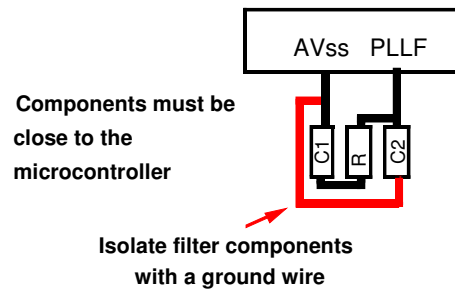 AVss PLLF
Components must be
close to the
microcontroller
C1
R
C2
Isolate filter components
with a ground wire